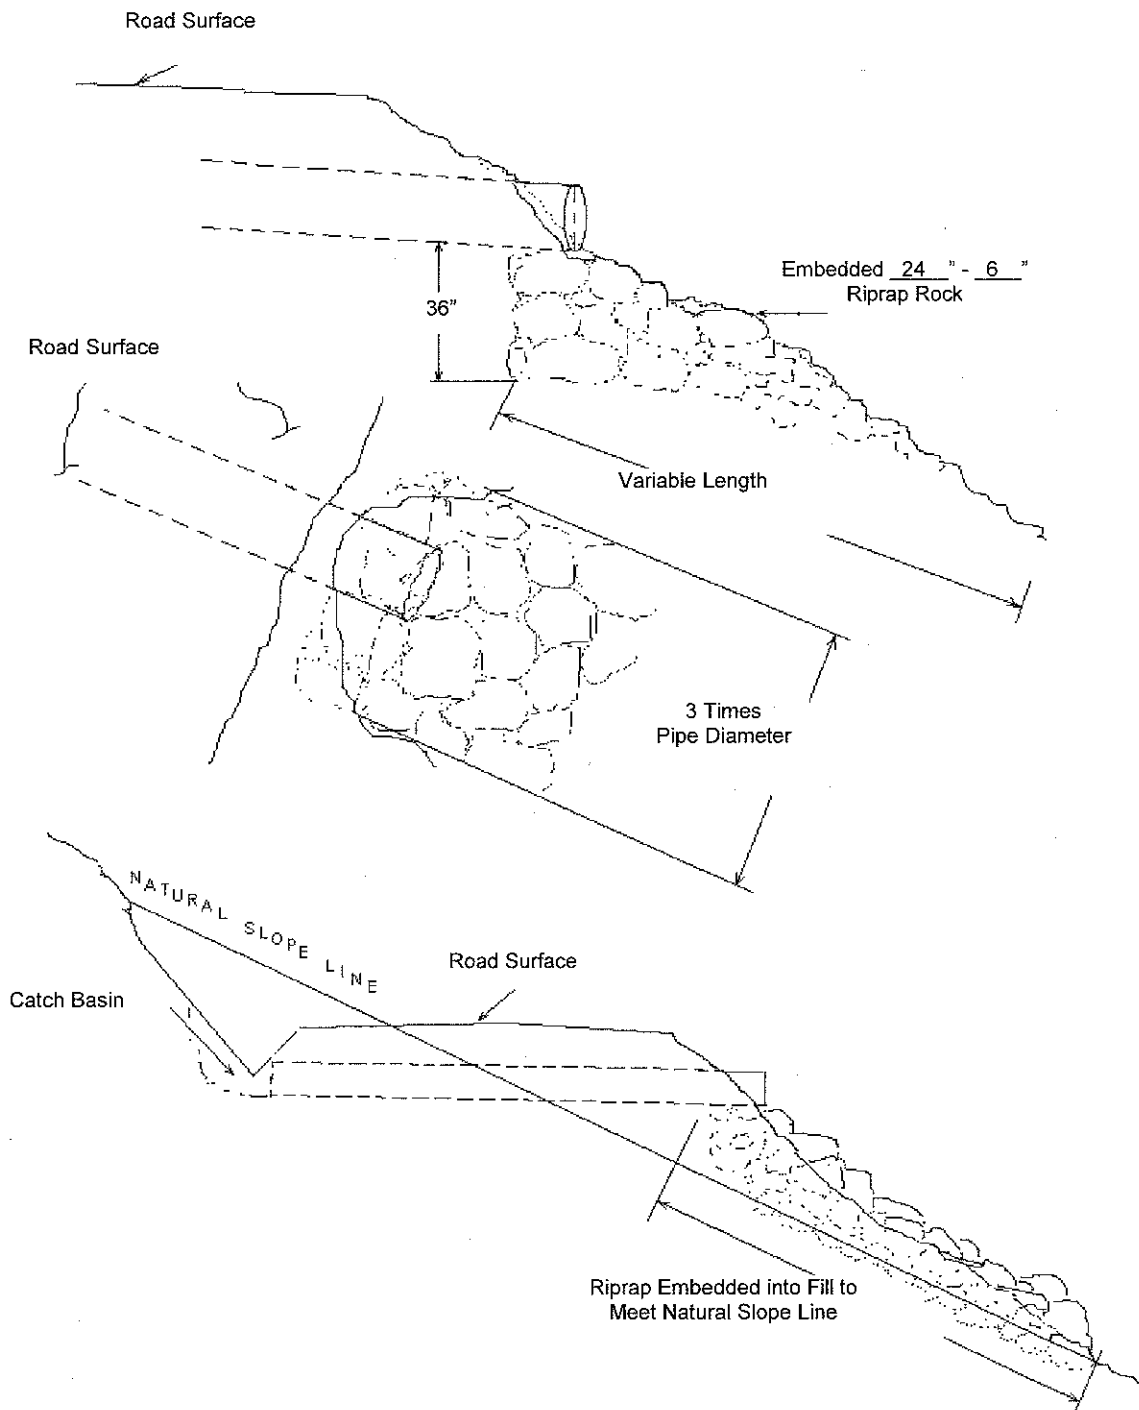 Road Surface
Embedded 24 " - 6 "
Riprap Rock
36"
Road Surface
Variable Length
3 Times
Pipe Diameter
NATURAL SLOPE LINE
Road Surface
Catch Basin
Riprap Embedded into Fill to
Meet Natural Slope Line